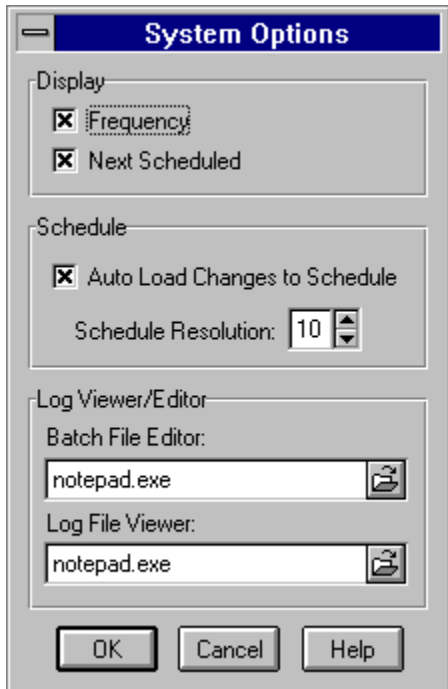 System Options
Display
Frequency
Next Scheduled
Schedule
Auto Load Changes to Schedule
Schedule Resolution: 10
Log Viewer/Editor
Batch File Editor:
notepad.exe
Log File Viewer:
notepad.exe
OK Cancel Help